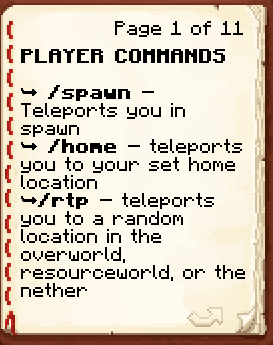 Page 1 of 11
PLAYER COMMANDS
↪ /spawn –
Teleports you in
spawn
↪ /home – teleports
you to your set home
location
↪/rtp – teleports
you to a random
location in the
overworld,
resourceworld, or the
nether